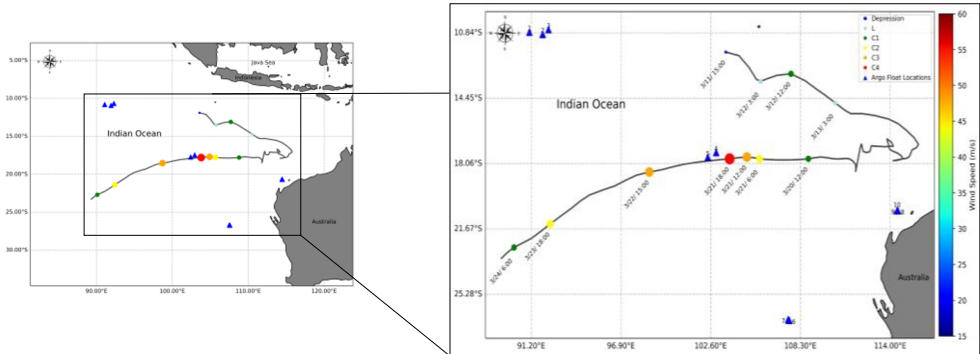 5.00°S
10.00°S
15.00°S
20.00°S
25.00°S
30.00°S
90.00°E
100.00°E
110.00°E
120.00°E
Java Sea
Indonesia
Indian Ocean
Australia
10.84°S
14.45°S
18.06°S
21.67°S
25.28°S
91.20°E
96.90°E
102.60°E
108.30°E
114.00°E
Indian Ocean
Australia
3/11/ 15:00
3/12/ 3:00
3/12/ 12:00
3/13/ 3:00
3/20/ 12:00
3/21/ 6:00
3/21/ 12:00
3/21/ 18:00
3/22/ 15:00
3/23/ 18:00
3/24/ 6:00
5
10
Depression
L
C1
C2
C3
C4
Argo Float Locations
60
55
50
45
40
35
30
25
20
15
Wind Speed (m/s)